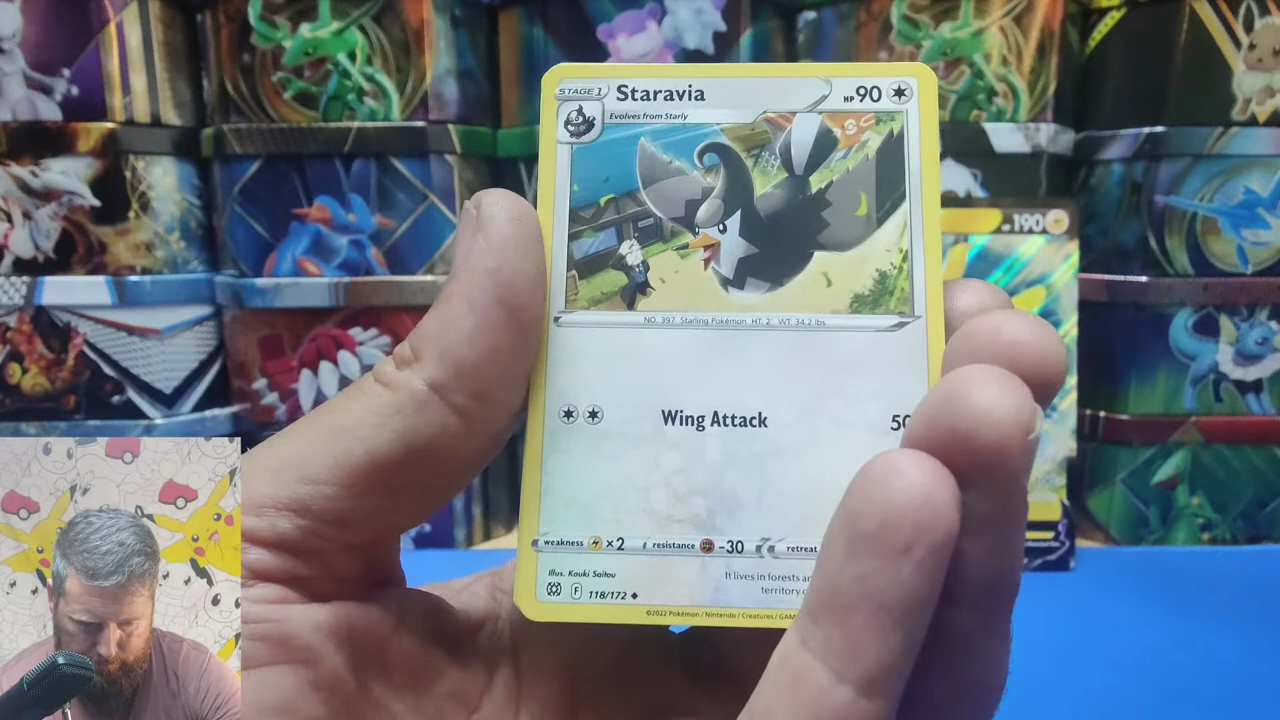 STAGE 1 Staravia HP 90
Evolves from Starly
190
NO. 397 Starling Pokémon HT: 2' WT: 34.2 lbs.
Wing Attack 50
weakness ×2 resistance -30 retreat
Illus. Kouki Saitou
It lives in forests
territory
F 118/172
©2022 Pokémon / Nintendo / Creatures / GAM